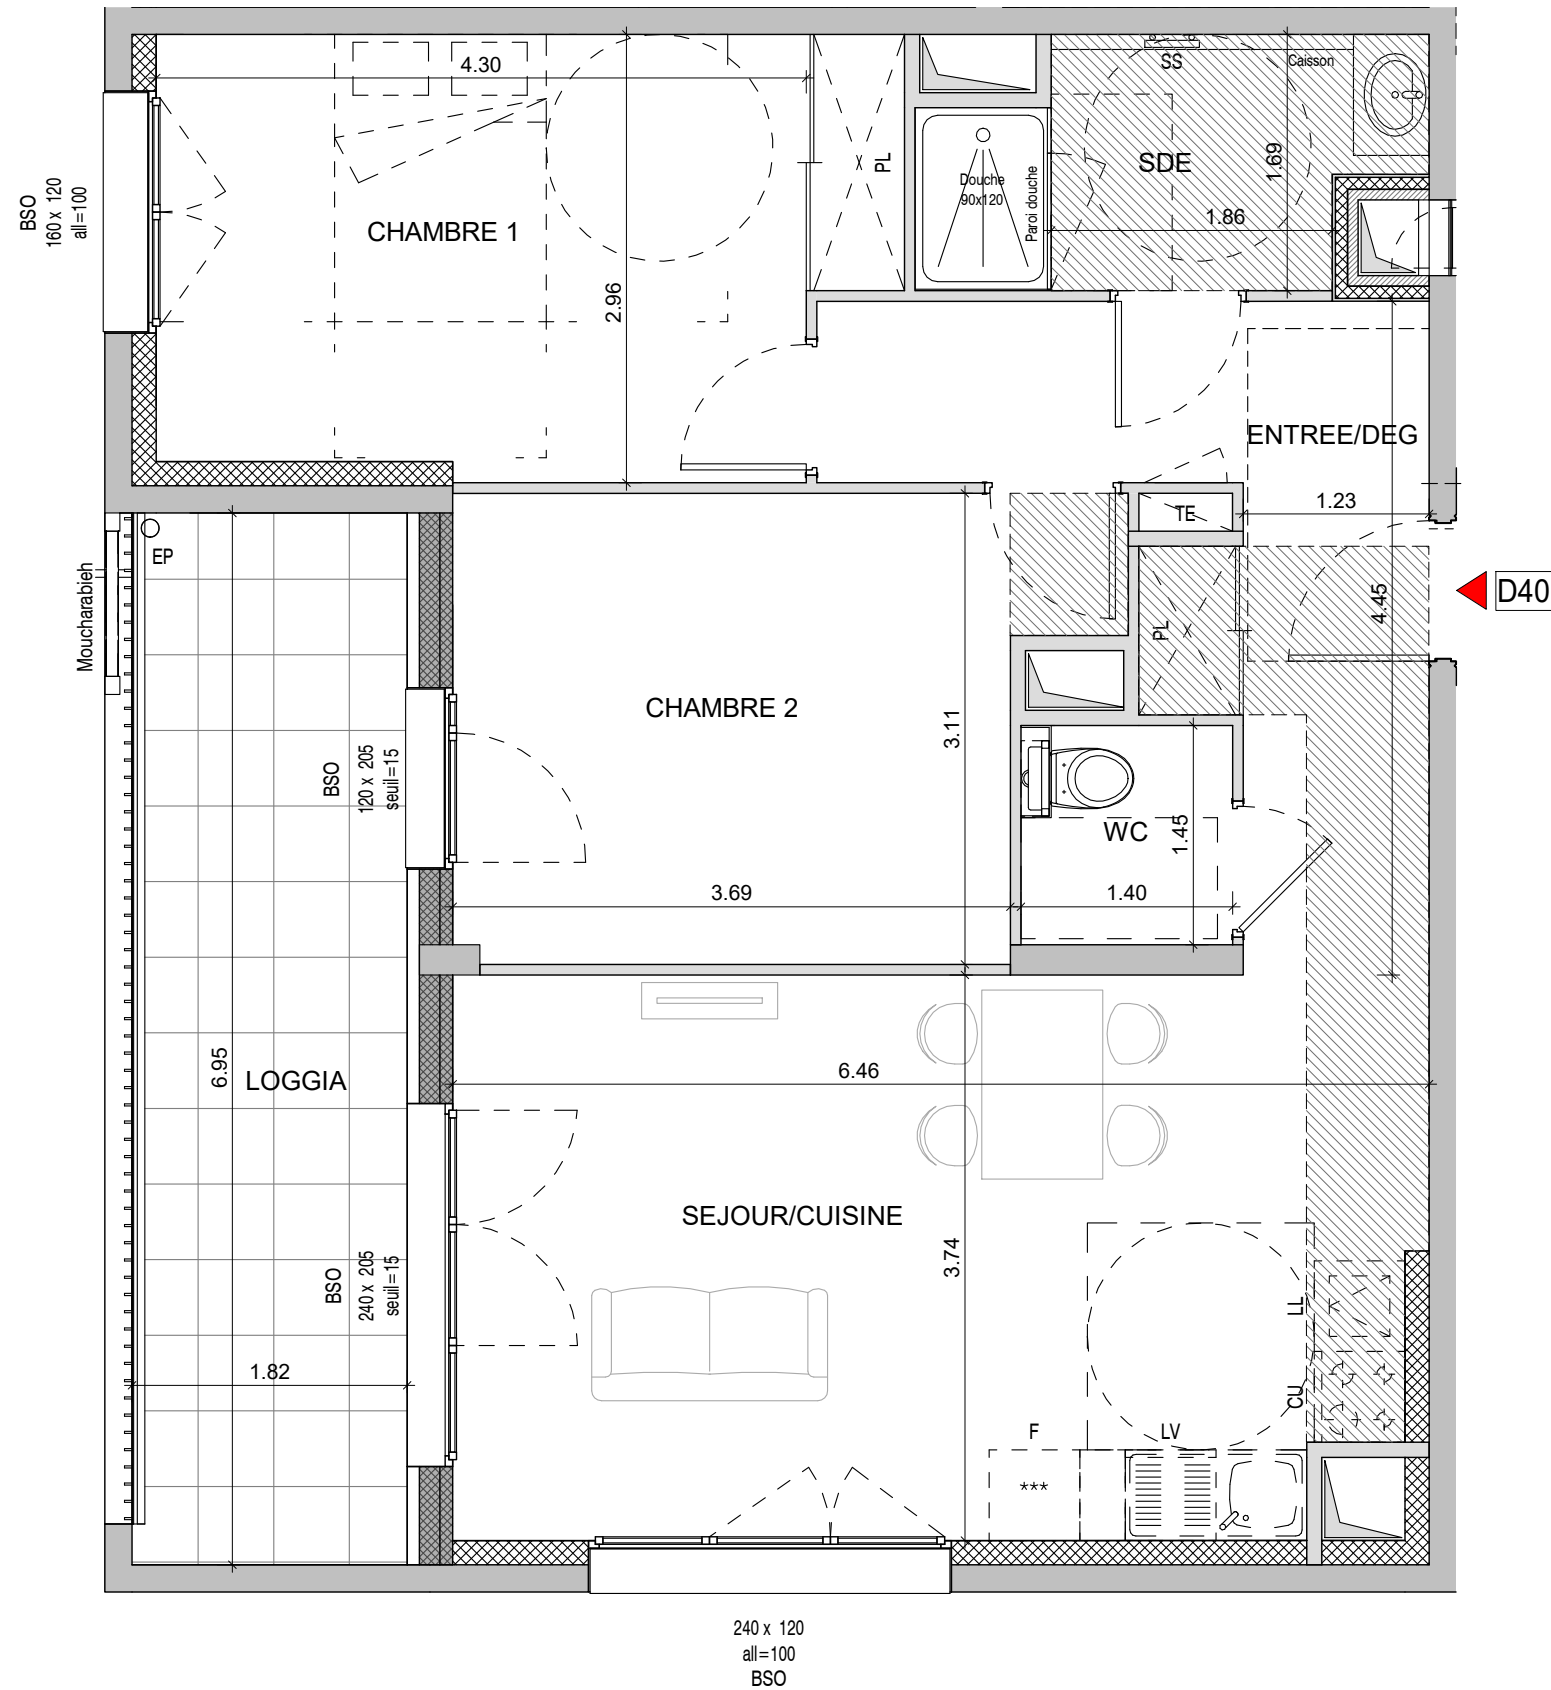 4.30
SS
Caisson
PL
SDE
1.69
Douche
90x120
Paroi douche
1.86
BSO
160 x 120
all=100
CHAMBRE 1
2.96
ENTREE/DEG
TE
1.23
EP
Moucharabieh
PL
4.45
D40
CHAMBRE 2
3.11
BSO
120 x 205
seuil=15
WC
1.45
3.69
1.40
6.95
LOGGIA
6.46
SEJOUR/CUISINE
3.74
BSO
240 x 205
seuil=15
LL
1.82
CU
F
LV
***
240 x 120
all=100
BSO